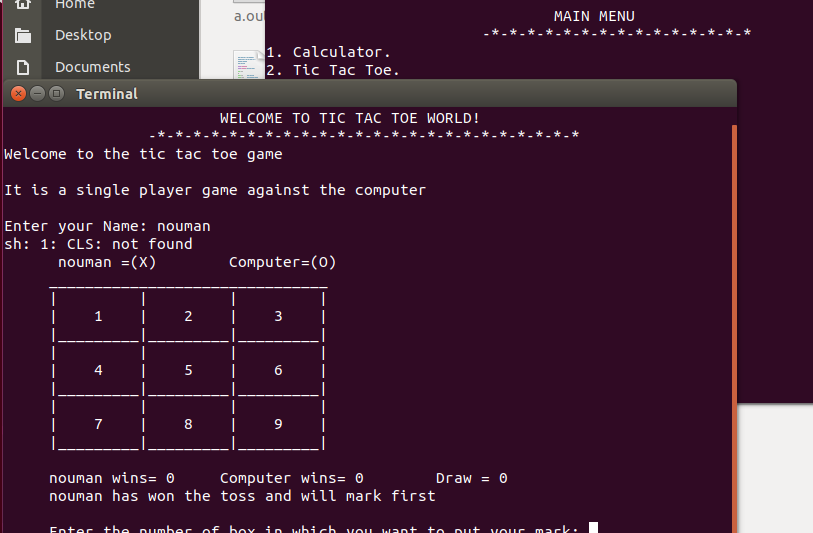 Home
Desktop
Documents
a.ou
MAIN MENU
-*-*-*-*-*-*-*-*-*-*-*-*-*-*-*
1. Calculator.
2. Tic Tac Toe.
Terminal
WELCOME TO TIC TAC TOE WORLD!
-*-*-*-*-*-*-*-*-*-*-*-*-*-*-*-*-*-*-*-*-*-*-*-*
Welcome to the tic tac toe game
It is a single player game against the computer
Enter your Name: nouman
sh: 1: CLS: not found
nouman =(X) Computer=(O)
1 2 3
4 5 6
7 8 9
nouman wins= 0 Computer wins= 0 Draw = 0
nouman has won the toss and will mark first
Enter the number of box in which you want to put your mark: